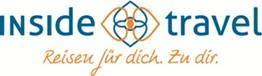 INSIDE travel
Reisen für dich. Zu dir.